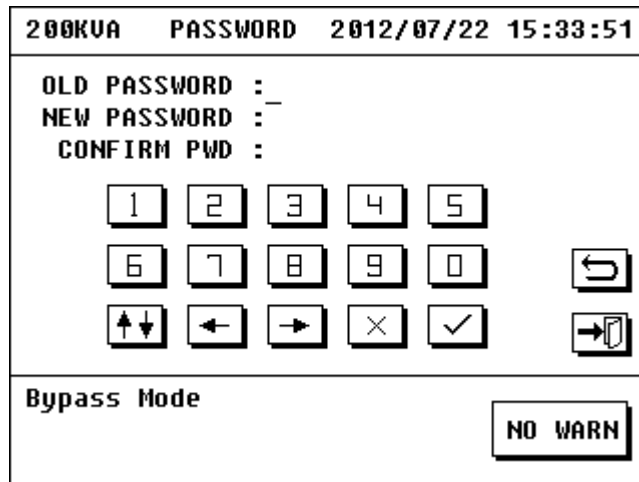 200KVA PASSWORD 2012/07/22 15:33:51
OLD PASSWORD :_
NEW PASSWORD :
CONFIRM PWD :
1 2 3 4 5
6 7 8 9 0
Bypass Mode
NO WARN